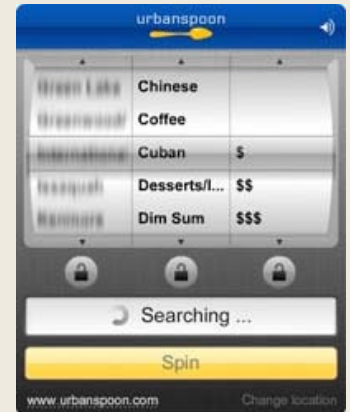 urbanspoon
Chinese
Coffee
Cuban $
Desserts/I... $$
Dim Sum $$$
Searching ...
Spin
www.urbanspoon.com Change location